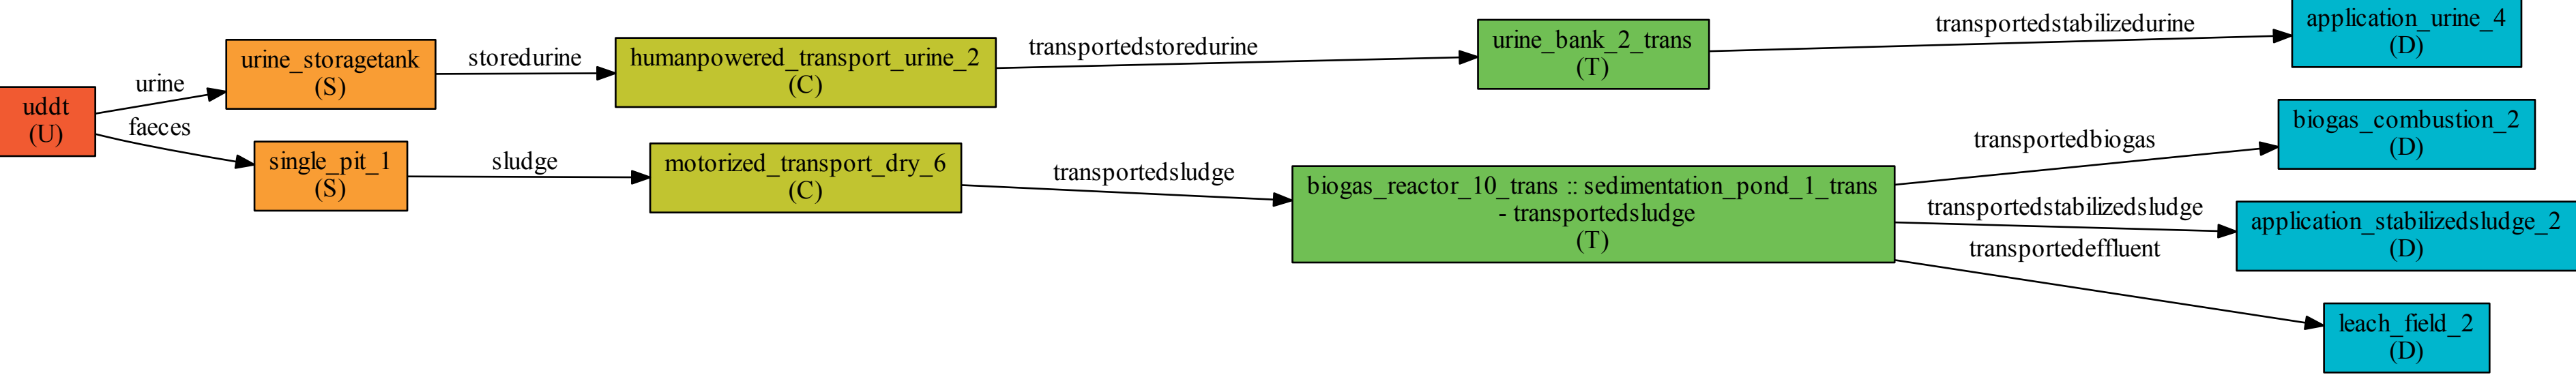 uddt
(U)
urine
faeces
urine_storagetank
(S)
storedurine
humanpowered_transport_urine_2
(C)
transportedstoredurine
urine_bank_2_trans
(T)
transportedstabilizedurine
application_urine_4
(D)
single_pit_1
(S)
sludge
motorized_transport_dry_6
(C)
transportedsludge
biogas_reactor_10_trans :: sedimentation_pond_1_trans
- transportedsludge
(T)
transportedbiogas
biogas_combustion_2
(D)
transportedstabilizedsludge
application_stabilizedsludge_2
(D)
transportedeffluent
leach_field_2
(D)